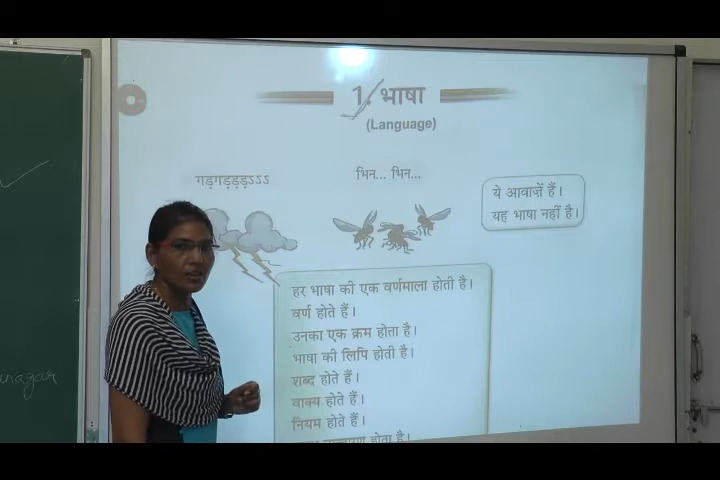 1. भाषा
(Language)
गड़गड़ड़ड़ऽऽऽ
भिन... भिन...
ये आवाज़ें हैं।
यह भाषा नहीं है।
हर भाषा की एक वर्णमाला होती है।
वर्ण होते हैं।
उनका एक क्रम होता है।
भाषा की लिपि होती है।
शब्द होते हैं।
वाक्य होते हैं।
नियम होते हैं।
होता है।